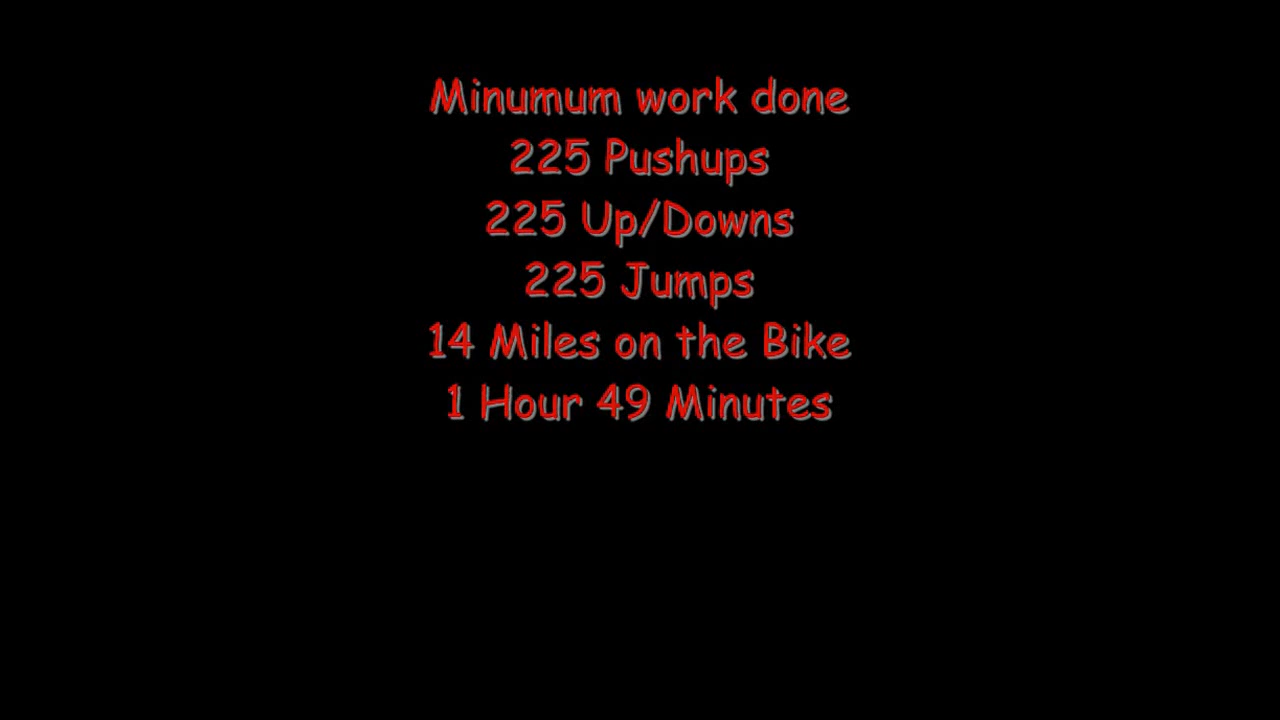 Minumum work done
225 Pushups
225 Up/Downs
225 Jumps
14 Miles on the Bike
1 Hour 49 Minutes